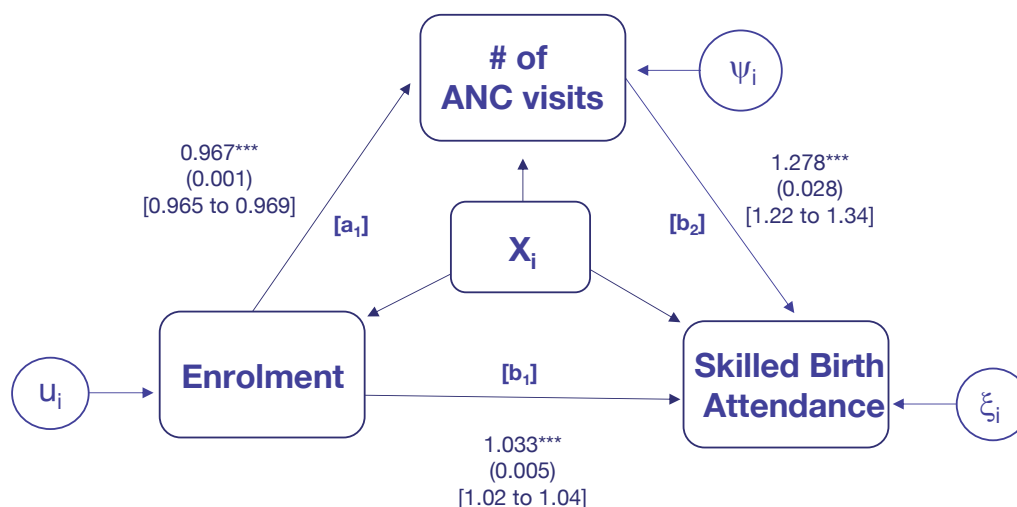 # of
ANC visits
ψi
0.967***
(0.001)
[0.965 to 0.969]
[a1]
Xi
[b2]
1.278***
(0.028)
[1.22 to 1.34]
ui
Enrolment
[b1]
Skilled Birth
Attendance
ξi
1.033***
(0.005)
[1.02 to 1.04]